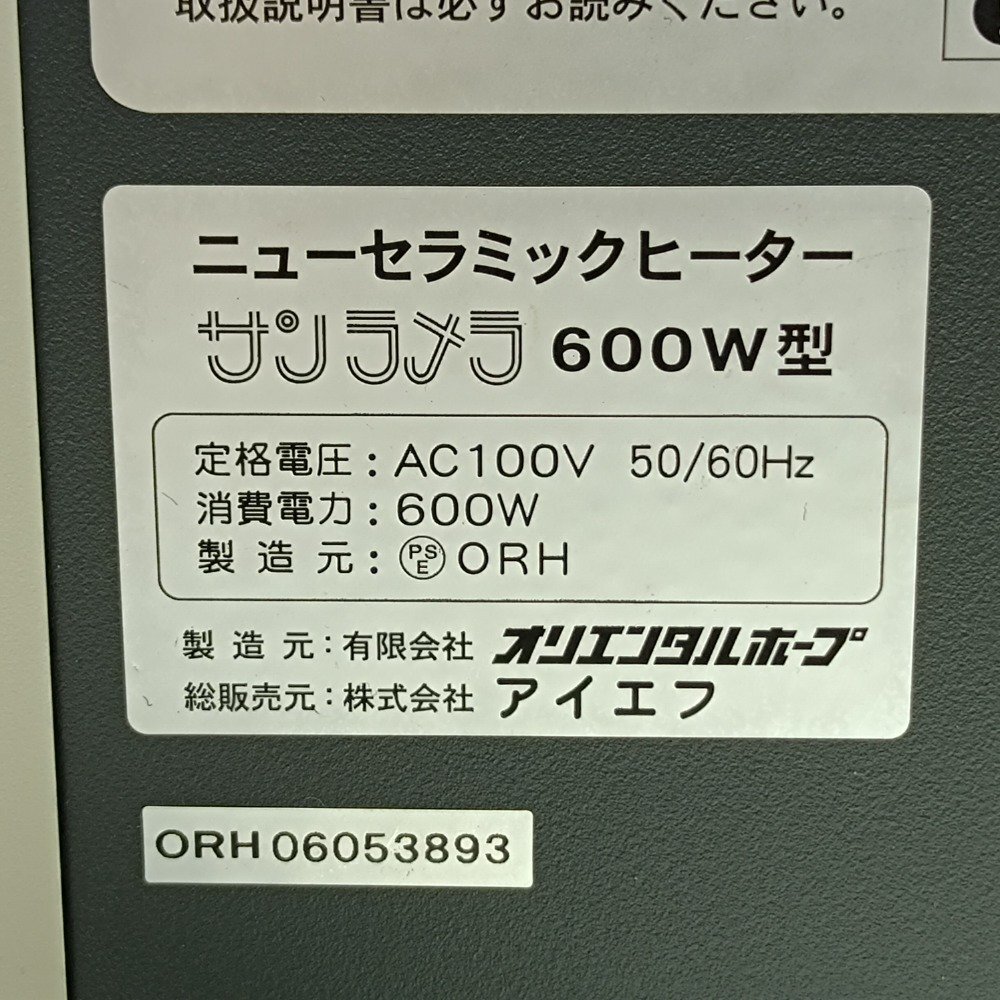 取扱説明書は必ずお読みください。
ニューセラミックヒーター
サンラメラ 600W型
定格電圧：AC100V 50/60Hz
消費電力：600W
製造元：PSE ORH
製造元：有限会社 オリエンタルホープ
総販売元：株式会社 アイエフ
ORH 06053893